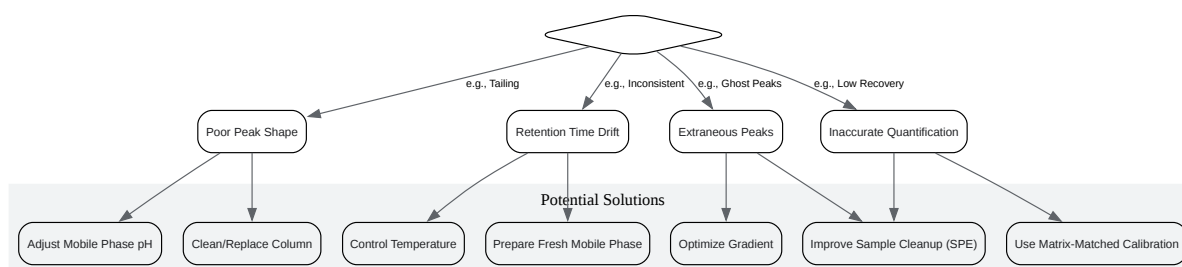 e.g., Tailing
e.g., Inconsistent
e.g., Ghost Peaks
e.g., Low Recovery
Poor Peak Shape
Retention Time Drift
Extraneous Peaks
Inaccurate Quantification
Potential Solutions
Adjust Mobile Phase pH
Clean/Replace Column
Control Temperature
Prepare Fresh Mobile Phase
Optimize Gradient
Improve Sample Cleanup (SPE)
Use Matrix-Matched Calibration